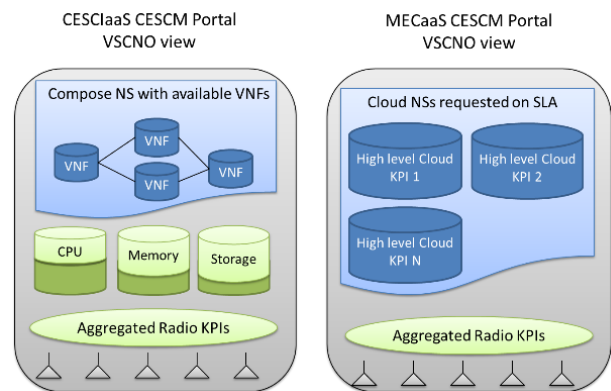 CESCIaaS CESCM Portal
VSCNO view
Compose NS with available VNFs
VNF
VNF
VNF
VNF
CPU
Memory
Storage
Aggregated Radio KPIs
MECaaS CESCM Portal
VSCNO view
Cloud NSs requested on SLA
High level Cloud
KPI 1
High level Cloud
KPI 2
High level Cloud
KPI N
Aggregated Radio KPIs